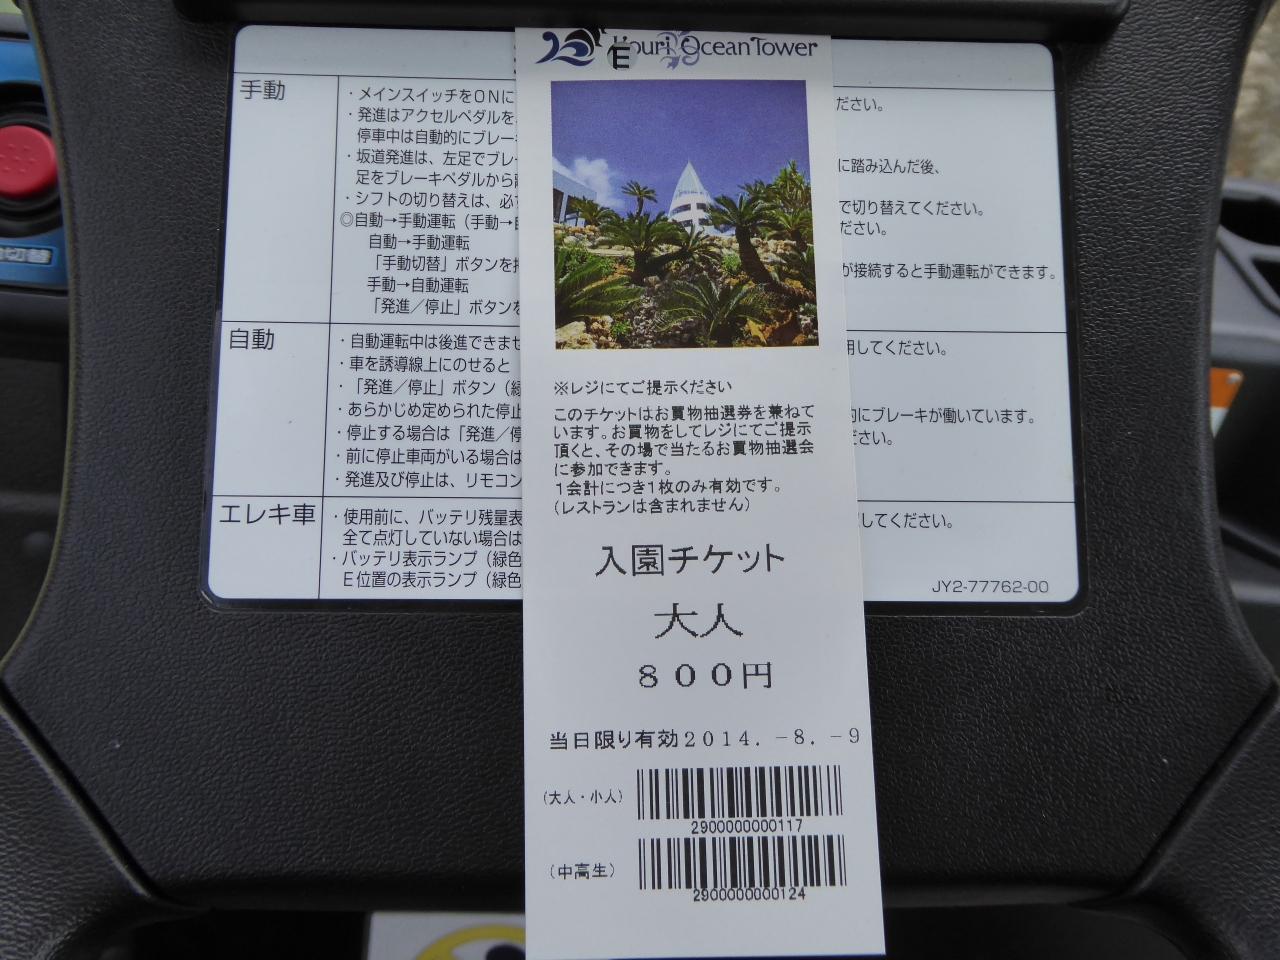 Kouri Ocean Tower
E
手動
・メインスイッチをONに
ださい。
・発進はアクセルペダルを
停車中は自動的にブレー
・坂道発進は、左足でブレー
に踏み込んだ後、
足をブレーキペダルから
・シフトの切り替えは、必
で切り替えてください。
◎自動→手動運転（手動→
ださい。
自動→手動運転
「手動切替」ボタンを
が接続すると手動運転ができます。
手動→自動運転
「発進／停止」ボタンを
自動
・自動運転中は後進できませ
用してください。
・車を誘導線上にのせると
・「発進／停止」ボタン（緑
・あらかじめ定められた停止
的にブレーキが働いています。
・停止する場合は「発進／停
ださい。
・前に停止車両がいる場合は
・発進及び停止は、リモコン
エレキ車
・使用前に、バッテリ残量表
してください。
全て点灯していない場合は
・バッテリ表示ランプ（緑色
E位置の表示ランプ（緑色
JY2-77762-00
切替
※レジにてご提示ください
このチケットはお買物抽選券を兼ねて
います。お買物をしてレジにてご提示
頂くと、その場で当たるお買物抽選会
に参加できます。
1会計につき1枚のみ有効です。
（レストランは含まれません）
入園チケット
大人
800円
当日限り有効2014.-8.-9
（大人・小人）
2900000000117
（中高生）
2900000000124